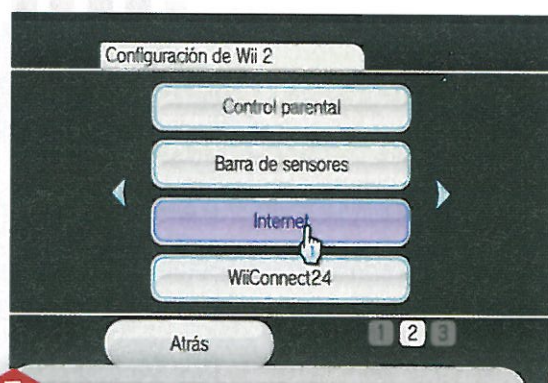 Configuración de Wii 2
Control parental
Barra de sensores
Internet
WiiConnect24
Atrás
1 2 3